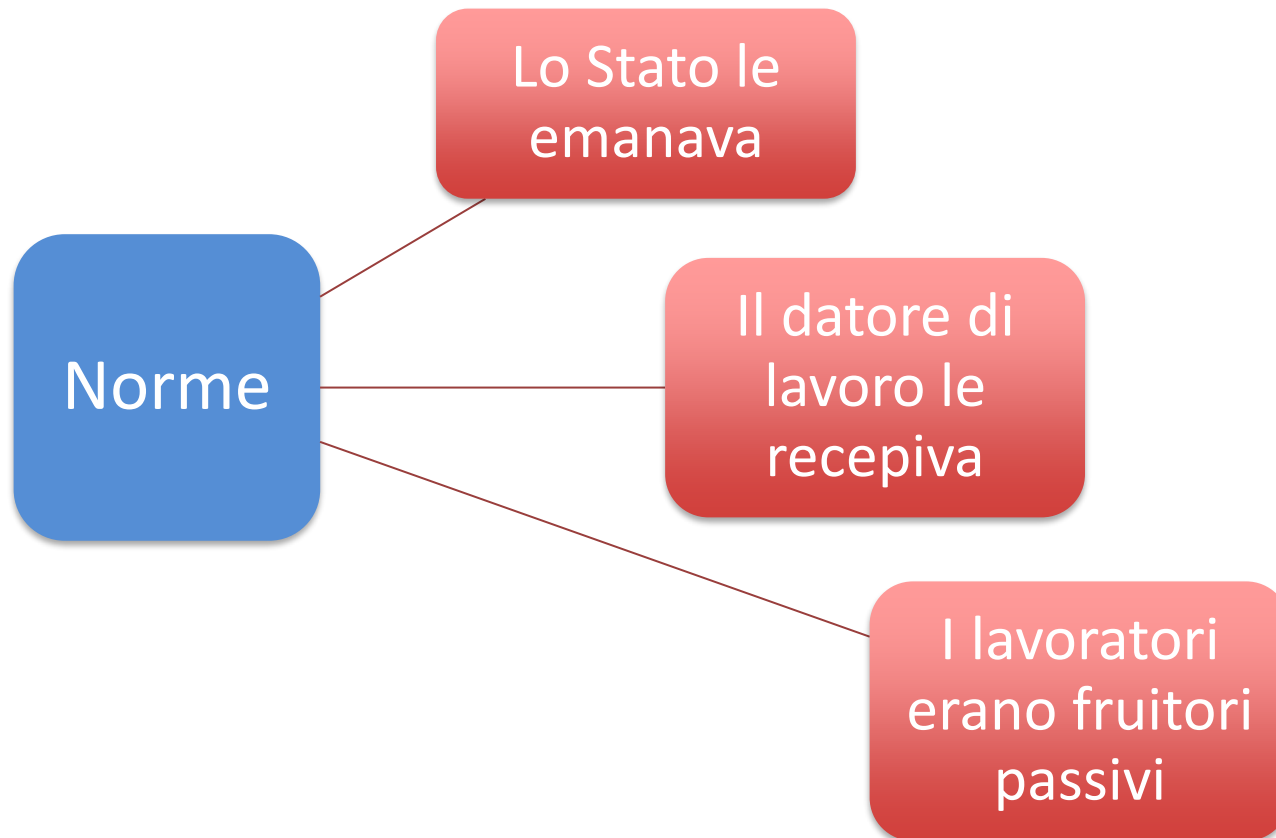 Lo Stato le
emanava
Norme
Il datore di
lavoro le
recepiva
I lavoratori
erano fruitori
passivi